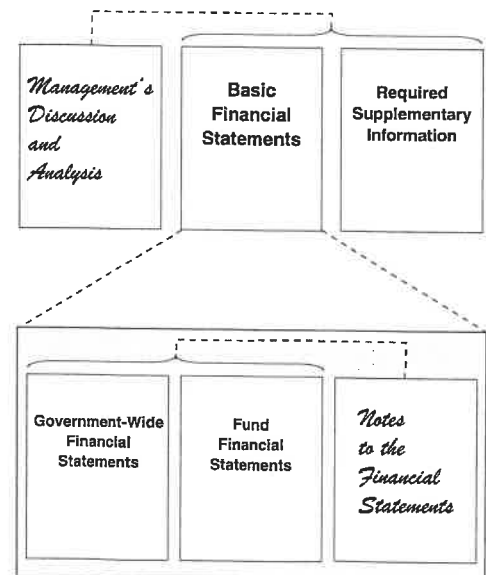 Management's
Discussion
and
Analysis
Basic
Financial
Statements
Required
Supplementary
Information
Government-Wide
Financial
Statements
Fund
Financial
Statements
Notes
to the
Financial
Statements